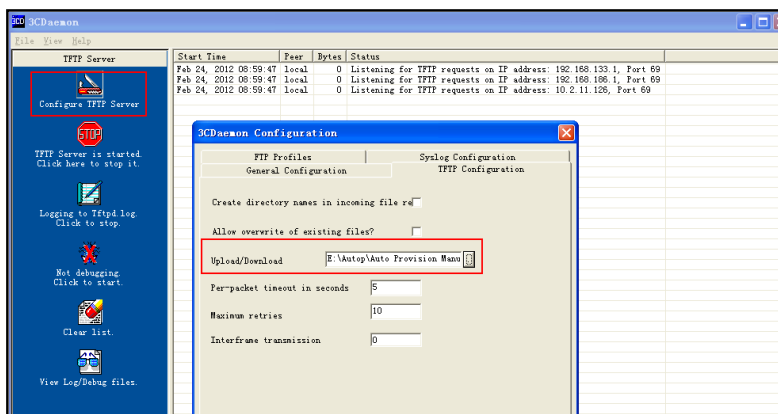 3CD 3CDaemon
File View Help
TFTP Server
Configure TFTP Server
STOP
TFTP Server is started.
Click here to stop it.
Logging to Tftpd.log.
Click to stop.
Not debugging.
Click to start.
Clear list.
View Log/Debug files.
Start Time Peer Bytes Status
Feb 24, 2012 08:59:47 local 0 Listening for TFTP requests on IP address: 192.168.133.1, Port 69
Feb 24, 2012 08:59:47 local 0 Listening for TFTP requests on IP address: 192.168.186.1, Port 69
Feb 24, 2012 08:59:47 local 0 Listening for TFTP requests on IP address: 10.2.11.126, Port 69
3CDaemon Configuration
FTP Profiles Syslog Configuration
General Configuration TFTP Configuration
Create directory names in incoming file re
Allow overwrite of existing files?
Upload/Download E:\Autop\Auto Provision Manu
Per-packet timeout in seconds 5
Maximum retries 10
Interframe transmission 0